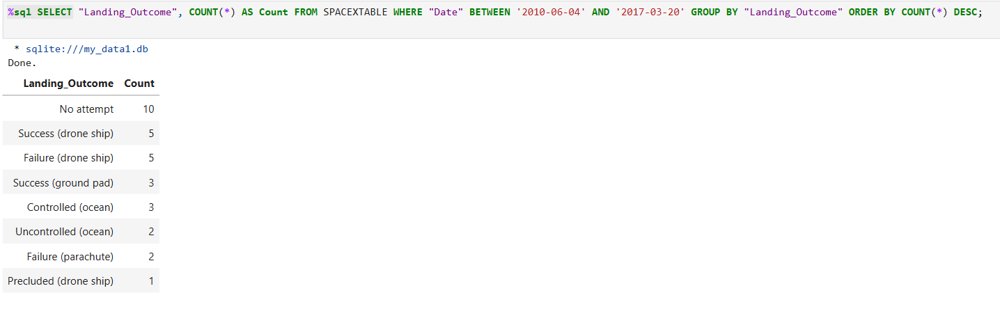 %sql SELECT "Landing_Outcome", COUNT(*) AS Count FROM SPACEXTABLE WHERE "Date" BETWEEN '2010-06-04' AND '2017-03-20' GROUP BY "Landing_Outcome" ORDER BY COUNT(*) DESC;
* sqlite:///my_data1.db
Done.
Landing_Outcome Count
No attempt 10
Success (drone ship) 5
Failure (drone ship) 5
Success (ground pad) 3
Controlled (ocean) 3
Uncontrolled (ocean) 2
Failure (parachute) 2
Precluded (drone ship) 1